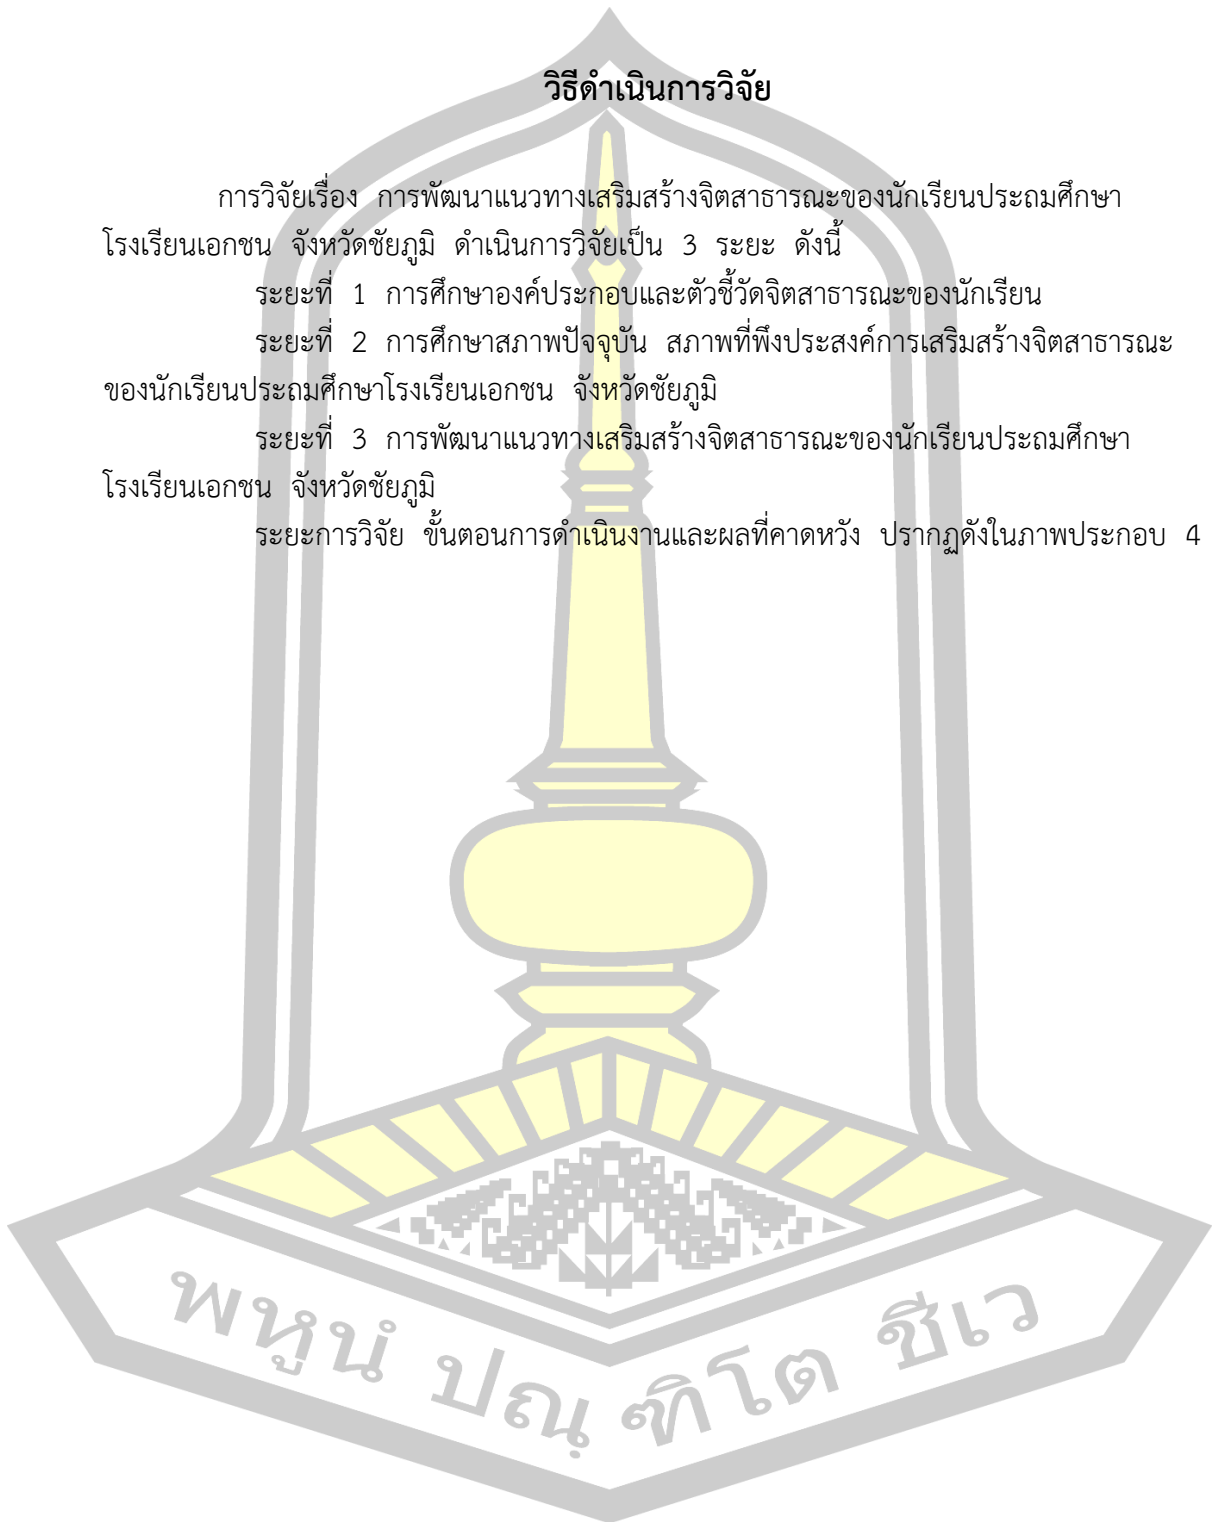 วิธีดำเนินการวิจัย
การวิจัยเรื่อง การพัฒนาแนวทางเสริมสร้างจิตสาธารณะของนักเรียนประถมศึกษา
โรงเรียนเอกชน จังหวัดชัยภูมิ ดำเนินการวิจัยเป็น 3 ระยะ ดังนี้
ระยะที่ 1 การศึกษาองค์ประกอบและตัวชี้วัดจิตสาธารณะของนักเรียน
ระยะที่ 2 การศึกษาสภาพปัจจุบัน สภาพที่พึงประสงค์การเสริมสร้างจิตสาธารณะ
ของนักเรียนประถมศึกษาโรงเรียนเอกชน จังหวัดชัยภูมิ
ระยะที่ 3 การพัฒนาแนวทางเสริมสร้างจิตสาธารณะของนักเรียนประถมศึกษา
โรงเรียนเอกชน จังหวัดชัยภูมิ
ระยะการวิจัย ขั้นตอนการดำเนินงานและผลที่คาดหวัง ปรากฏดังในภาพประกอบ 4
พหูนํ ปณฺฑิโต ชีเว